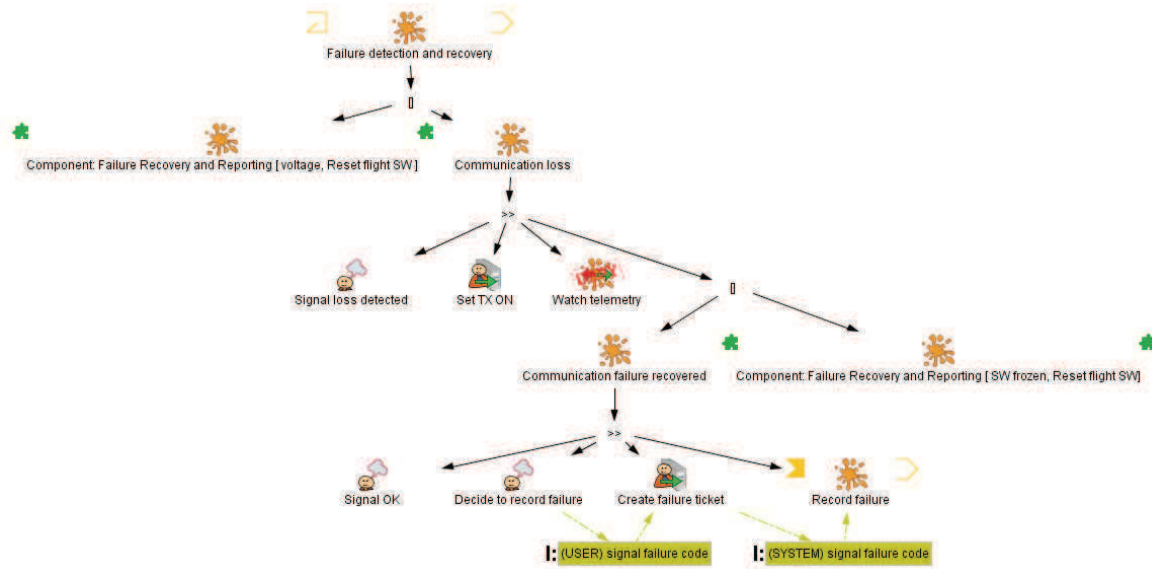 Failure detection and recovery
[]
Component: Failure Recovery and Reporting [ voltage, Reset flight SW ]
Communication loss
>>
Signal loss detected
Set TX ON
Watch telemetry
[]
Communication failure recovered
Component: Failure Recovery and Reporting [ SW frozen, Reset flight SW]
>>
Signal OK
Decide to record failure
Create failure ticket
Record failure
I: (USER) signal failure code
I: (SYSTEM) signal failure code